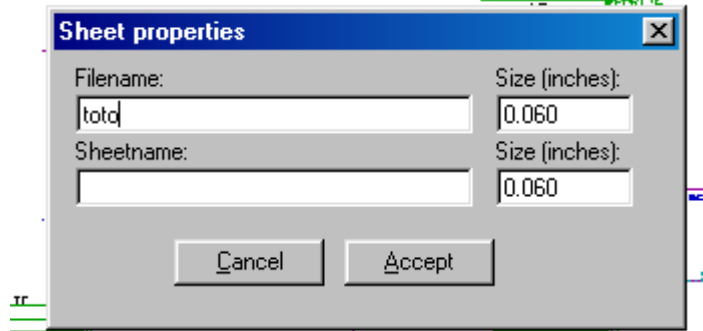 Sheet properties
Filename: Size (inches):
toto 0.060
Sheetname: Size (inches):
0.060
Cancel Accept